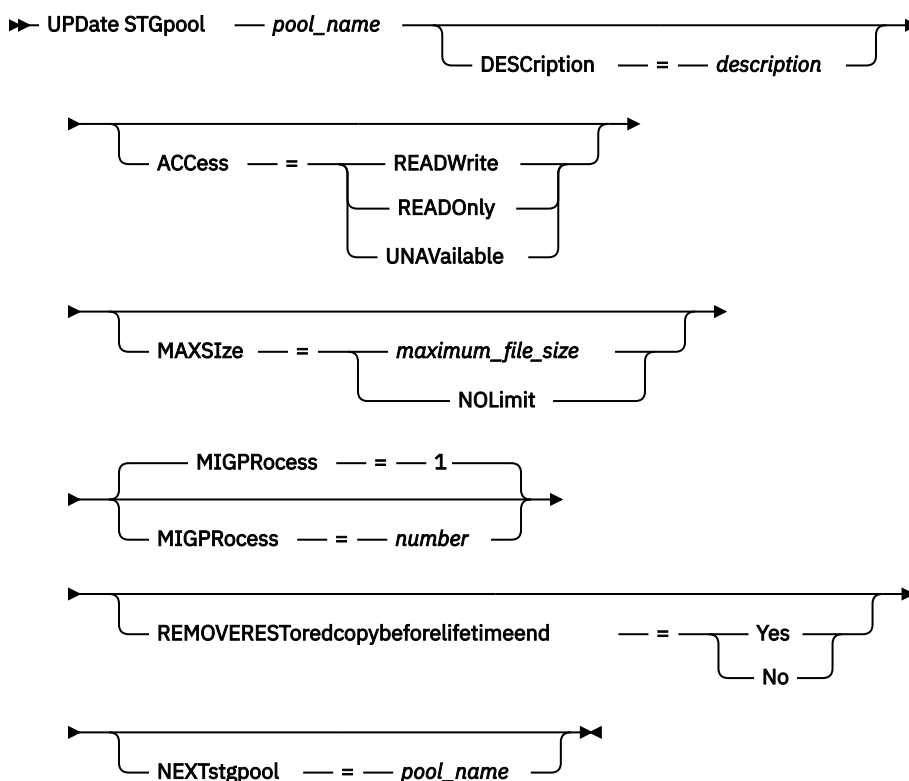 UPDate STGpool — pool_name
DESCription — = — description
ACCess — = — READWrite
READOnly
UNAVailable
MAXSIze — = — maximum_file_size
NOLimit
MIGPRocess — = — 1
MIGPRocess — = — number
REMOVERESToredcopybeforelifetimeend — = — Yes
No
NEXTstgpool — = — pool_name